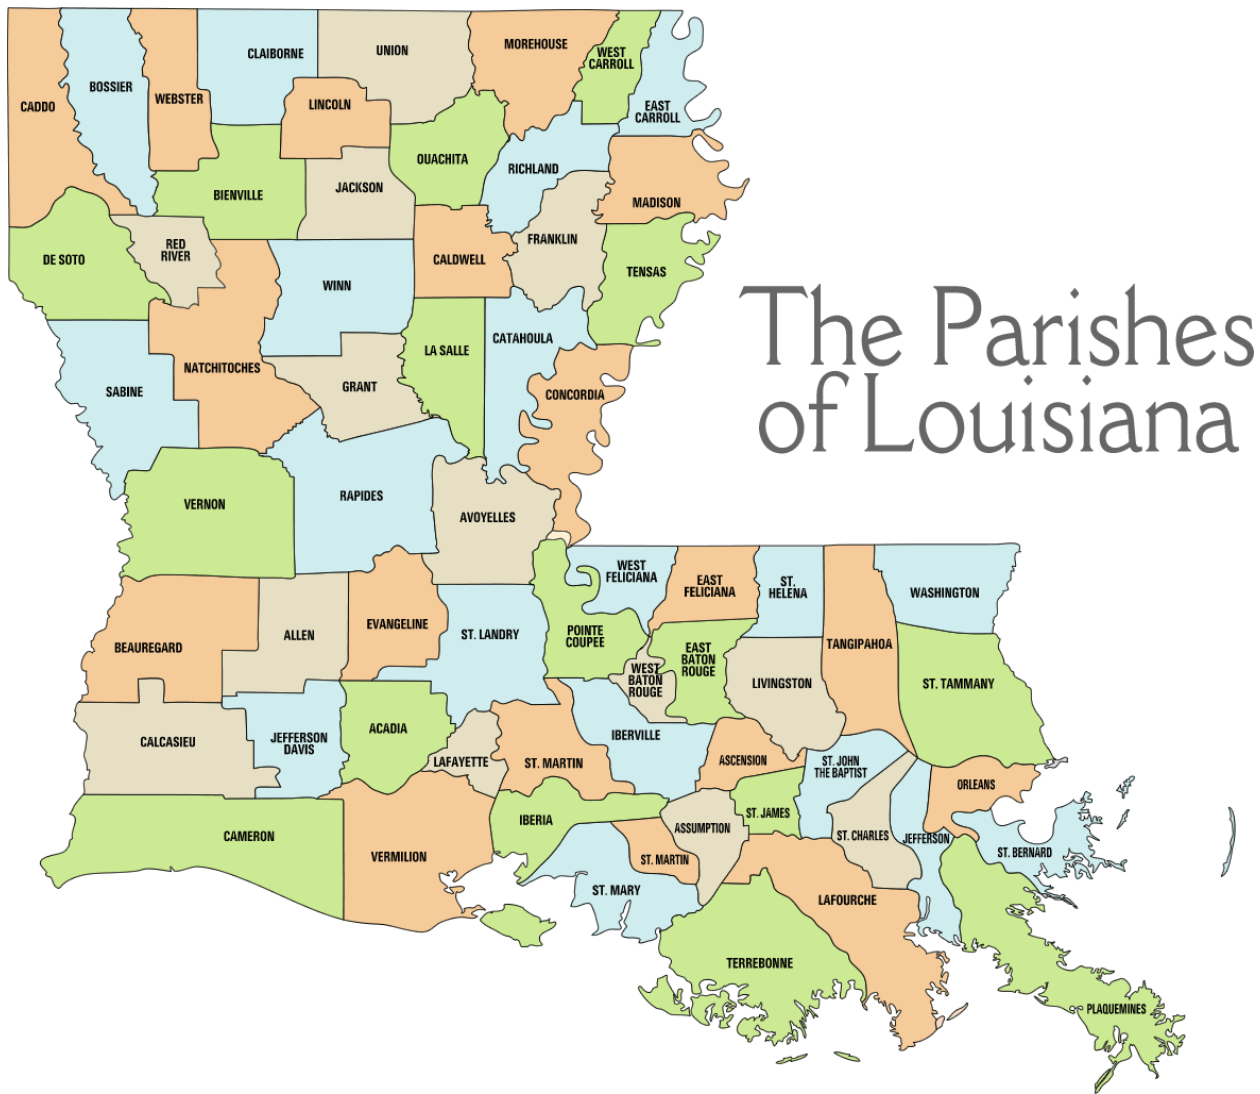 The Parishes
of Louisiana
CADDO
BOSSIER
WEBSTER
CLAIBORNE
UNION
MOREHOUSE
WEST
CARROLL
EAST
CARROLL
LINCOLN
OUACHITA
RICHLAND
MADISON
BIENVILLE
JACKSON
DE SOTO
RED
RIVER
WINN
CALDWELL
FRANKLIN
TENSAS
NATCHITOCHES
SABINE
GRANT
LA SALLE
CATAHOULA
CONCORDIA
VERNON
RAPIDES
AVOYELLES
BEAUREGARD
ALLEN
EVANGELINE
ST. LANDRY
POINTE
COUPEE
WEST
FELICIANA
EAST
FELICIANA
ST.
HELENA
TANGIPAHOA
WASHINGTON
WEST
BATON
ROUGE
EAST
BATON
ROUGE
LIVINGSTON
ST. TAMMANY
CALCASIEU
JEFFERSON
DAVIS
ACADIA
LAFAYETTE
ST. MARTIN
IBERVILLE
ASCENSION
ST. JOHN
THE BAPTIST
ORLEANS
CAMERON
VERMILION
IBERIA
ST. MARTIN
ASSUMPTION
ST. JAMES
ST. CHARLES
JEFFERSON
ST. BERNARD
ST. MARY
LAFOURCHE
TERREBONNE
PLAQUEMINES